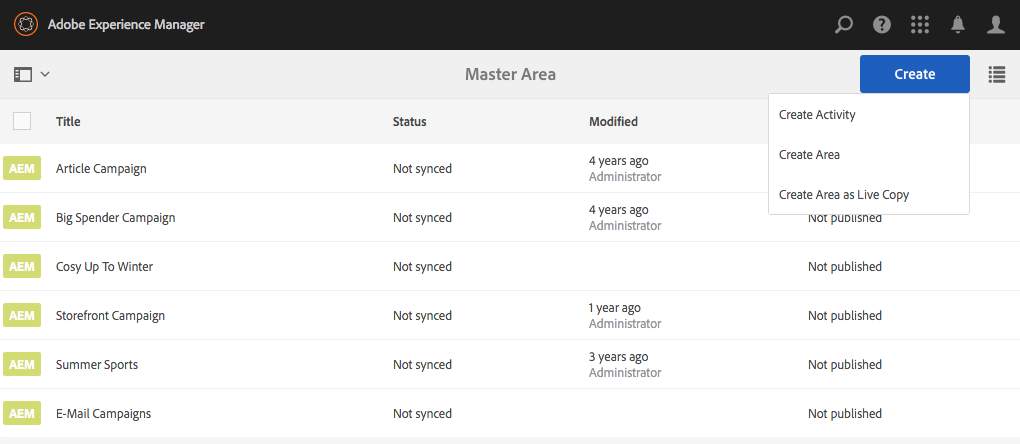 Adobe Experience Manager
Master Area
Create
Create Activity
Create Area
Create Area as Live Copy
Title Status Modified
AEM Article Campaign Not synced 4 years ago
Administrator
AEM Big Spender Campaign Not synced 4 years ago Not published
Administrator
AEM Cosy Up To Winter Not synced Not published
AEM Storefront Campaign Not synced 1 year ago Not published
Administrator
AEM Summer Sports Not synced 3 years ago Not published
Administrator
AEM E-Mail Campaigns Not synced Not published